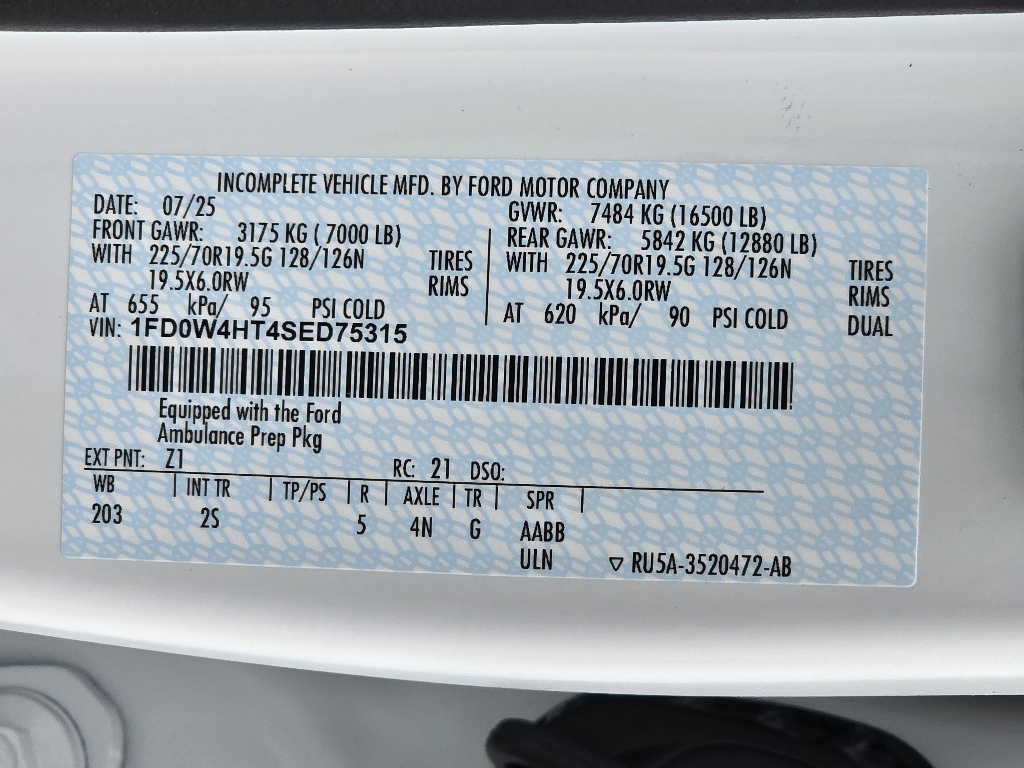 INCOMPLETE VEHICLE MFD. BY FORD MOTOR COMPANY
DATE: 07/25 GVWR: 7484 KG (16500 LB)
FRONT GAWR: 3175 KG ( 7000 LB) REAR GAWR: 5842 KG (12880 LB)
WITH 225/70R19.5G 128/126N TIRES WITH 225/70R19.5G 128/126N TIRES
19.5X6.0RW RIMS 19.5X6.0RW RIMS
AT 655 kPa/ 95 PSI COLD AT 620 kPa/ 90 PSI COLD DUAL
VIN: 1FD0W4HT4SED75315
Equipped with the Ford
Ambulance Prep Pkg
EXT PNT: Z1 RC: 21 DSO:
WB | INT TR | TP/PS | R | AXLE | TR | SPR |
203 2S 5 4N G AABB
ULN ▽ RU5A-3520472-AB